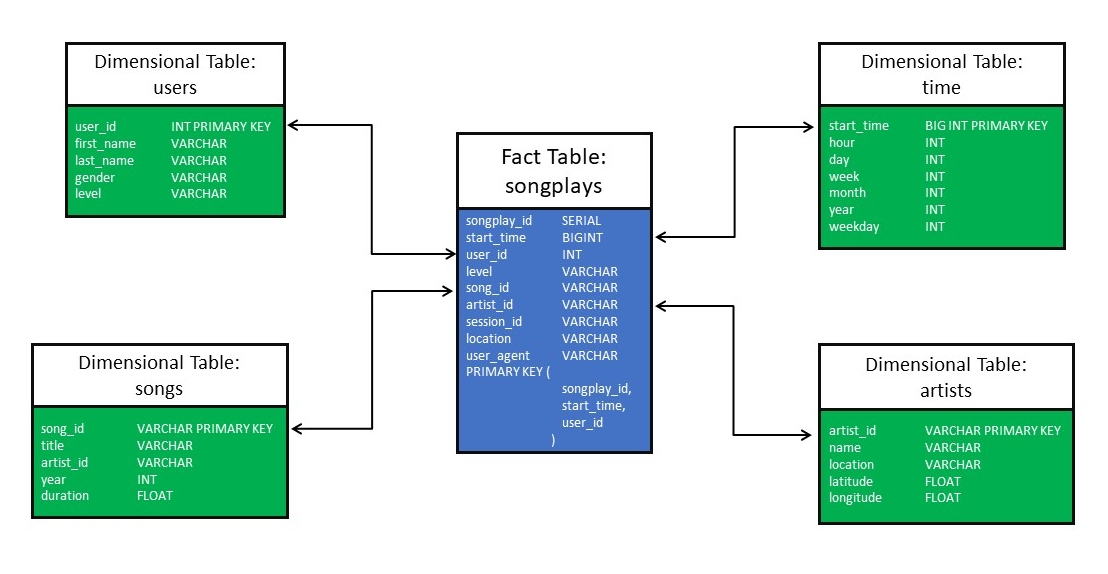 Dimensional Table:
users
user_id INT PRIMARY KEY
first_name VARCHAR
last_name VARCHAR
gender VARCHAR
level VARCHAR
Dimensional Table:
time
start_time BIG INT PRIMARY KEY
hour INT
day INT
week INT
month INT
year INT
weekday INT
Fact Table:
songplays
songplay_id SERIAL
start_time BIGINT
user_id INT
level VARCHAR
song_id VARCHAR
artist_id VARCHAR
session_id VARCHAR
location VARCHAR
user_agent VARCHAR
PRIMARY KEY (
songplay_id,
start_time,
user_id
)
Dimensional Table:
songs
song_id VARCHAR PRIMARY KEY
title VARCHAR
artist_id VARCHAR
year INT
duration FLOAT
Dimensional Table:
artists
artist_id VARCHAR PRIMARY KEY
name VARCHAR
location VARCHAR
latitude FLOAT
longitude FLOAT